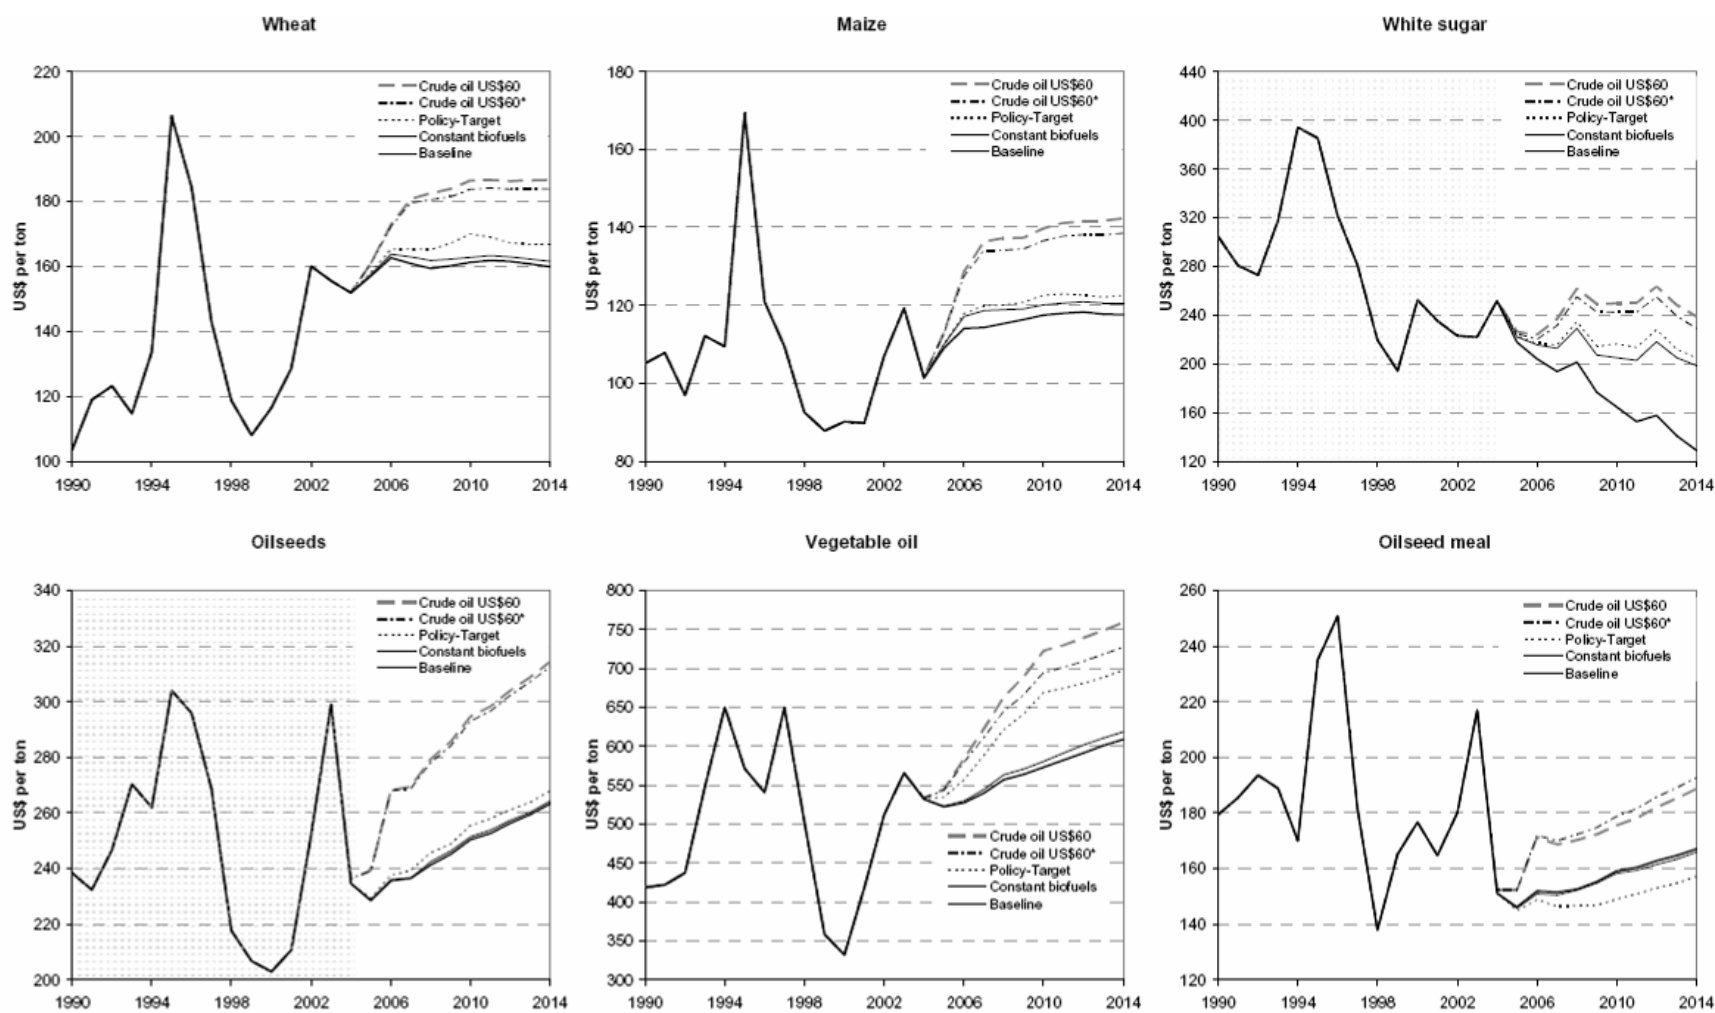 Wheat
US$ per ton
220
200
180
160
140
120
100
1990 1994 1998 2002 2006 2010 2014
Crude oil US$60
Crude oil US$60*
Policy-Target
Constant biofuels
Baseline
Maize
US$ per ton
180
160
140
120
100
80
1990 1994 1998 2002 2006 2010 2014
Crude oil US$60
Crude oil US$60*
Policy-Target
Constant biofuels
Baseline
White sugar
US$ per ton
440
400
360
320
280
240
200
160
120
1990 1994 1998 2002 2006 2010 2014
Crude oil US$60
Crude oil US$60*
Policy-Target
Constant biofuels
Baseline
Oilseeds
US$ per ton
340
320
300
280
260
240
220
200
1990 1994 1998 2002 2006 2010 2014
Crude oil US$60
Crude oil US$60*
Policy-Target
Constant biofuels
Baseline
Vegetable oil
US$ per ton
800
750
700
650
600
550
500
450
400
350
300
1990 1994 1998 2002 2006 2010 2014
Crude oil US$60
Crude oil US$60*
Policy-Target
Constant biofuels
Baseline
Oilseed meal
US$ per ton
260
240
220
200
180
160
140
120
1990 1994 1998 2002 2006 2010 2014
Crude oil US$60
Crude oil US$60*
Policy-Target
Constant biofuels
Baseline